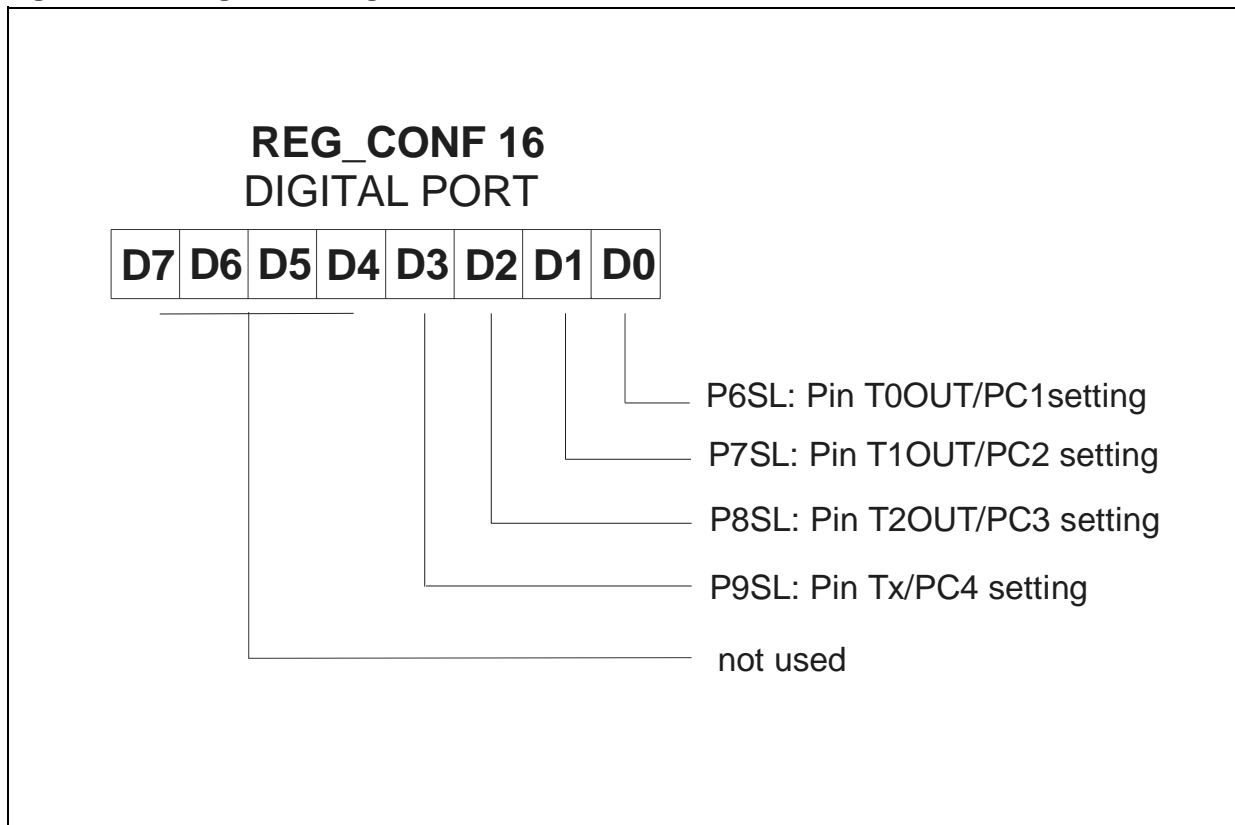 REG_CONF 16
DIGITAL PORT
D7 D6 D5 D4 D3 D2 D1 D0
P6SL: Pin T0OUT/PC1setting
P7SL: Pin T1OUT/PC2 setting
P8SL: Pin T2OUT/PC3 setting
P9SL: Pin Tx/PC4 setting
not used